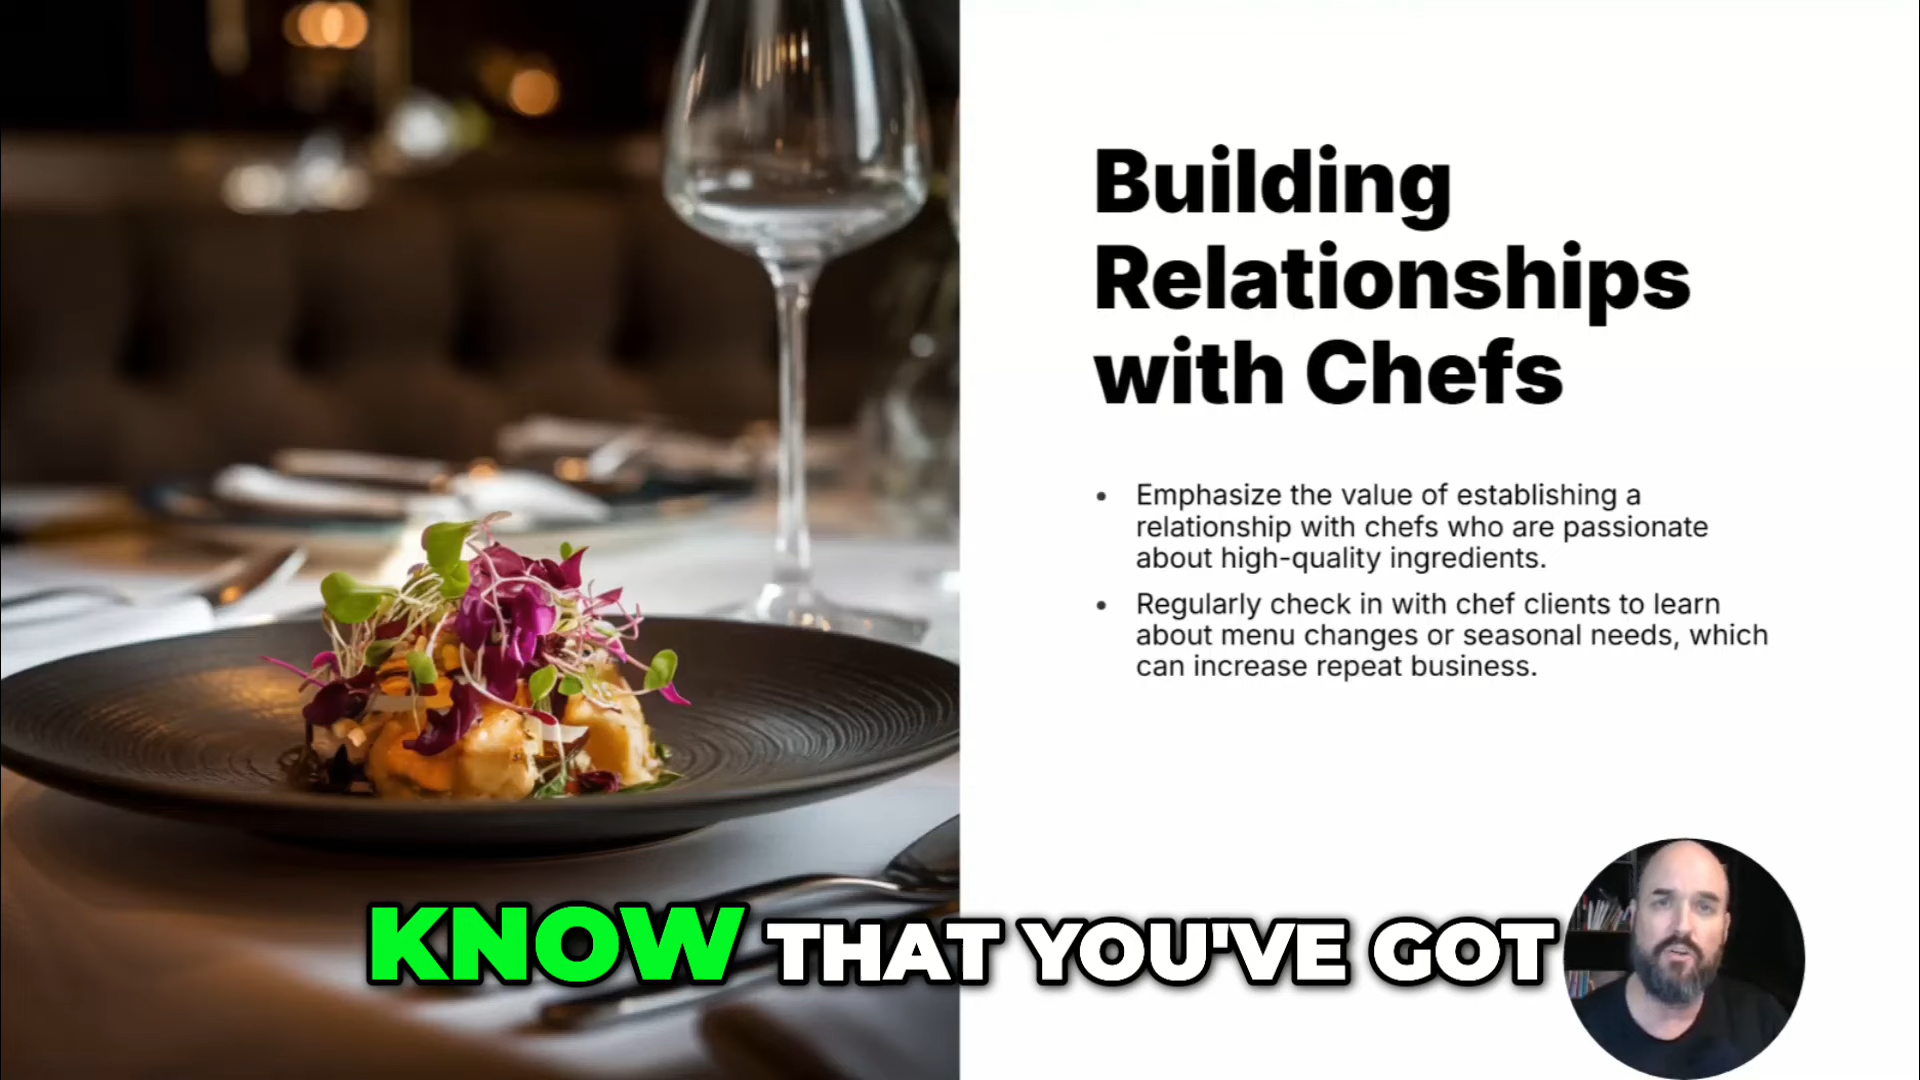 Building
Relationships
with Chefs
• Emphasize the value of establishing a
relationship with chefs who are passionate
about high-quality ingredients.
• Regularly check in with chef clients to learn
about menu changes or seasonal needs, which
can increase repeat business.
KNOW THAT YOU'VE GOT